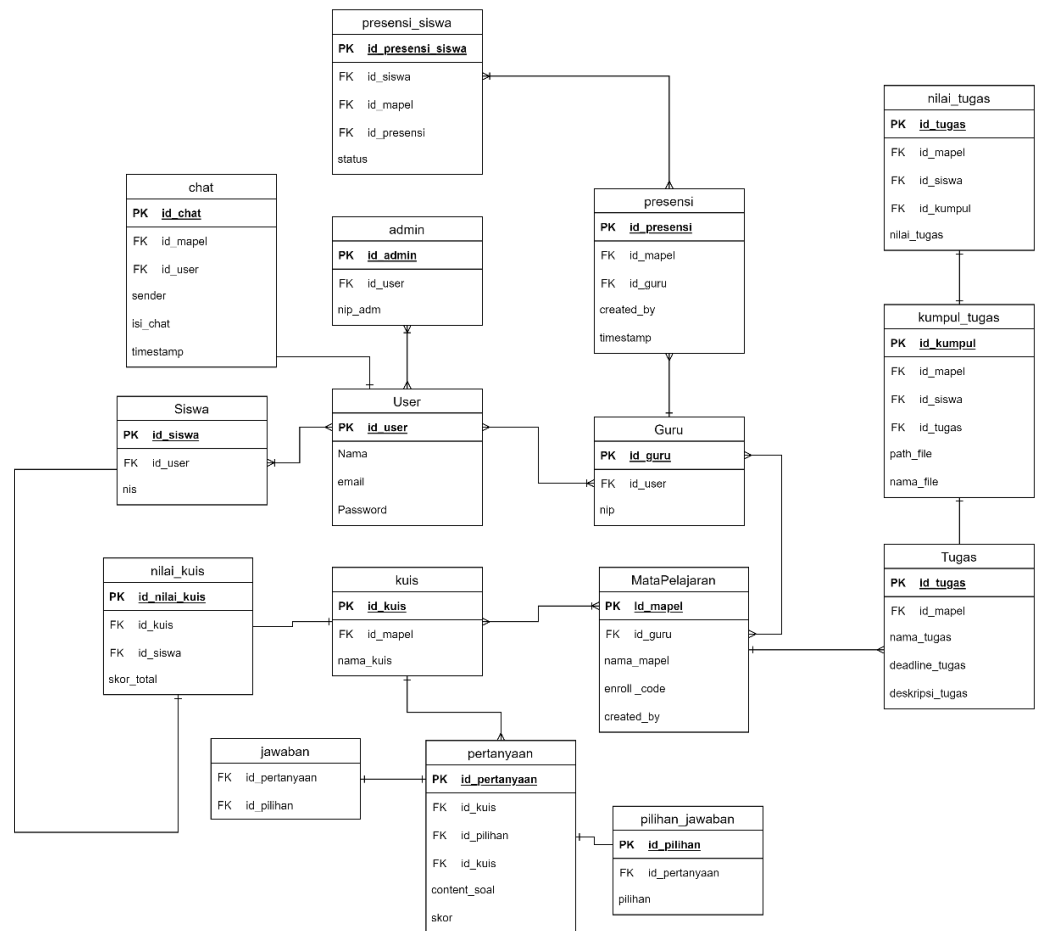 presensi_siswa
PK id_presensi_siswa
FK id_siswa
FK id_mapel
FK id_presensi
status
nilai_tugas
PK id_tugas
FK id_mapel
FK id_siswa
FK id_kumpul
nilai_tugas
chat
PK id_chat
FK id_mapel
FK id_user
sender
isi_chat
timestamp
admin
PK id_admin
FK id_user
nip_adm
presensi
PK id_presensi
FK id_mapel
FK id_guru
created_by
timestamp
kumpul_tugas
PK id_kumpul
FK id_mapel
FK id_siswa
FK id_tugas
path_file
nama_file
Siswa
PK id_siswa
FK id_user
nis
User
PK id_user
Nama
email
Password
Guru
PK id_guru
FK id_user
nip
nilai_kuis
PK id_nilai_kuis
FK id_kuis
FK id_siswa
skor_total
kuis
PK id_kuis
FK id_mapel
nama_kuis
MataPelajaran
PK Id_mapel
FK id_guru
nama_mapel
enroll _code
created_by
Tugas
PK id_tugas
FK id_mapel
nama_tugas
deadline_tugas
deskripsi_tugas
jawaban
FK id_pertanyaan
FK id_pilihan
pertanyaan
PK id_pertanyaan
FK id_kuis
FK id_pilihan
FK id_kuis
content_soal
skor
pilihan_jawaban
PK id_pilihan
FK id_pertanyaan
pilihan